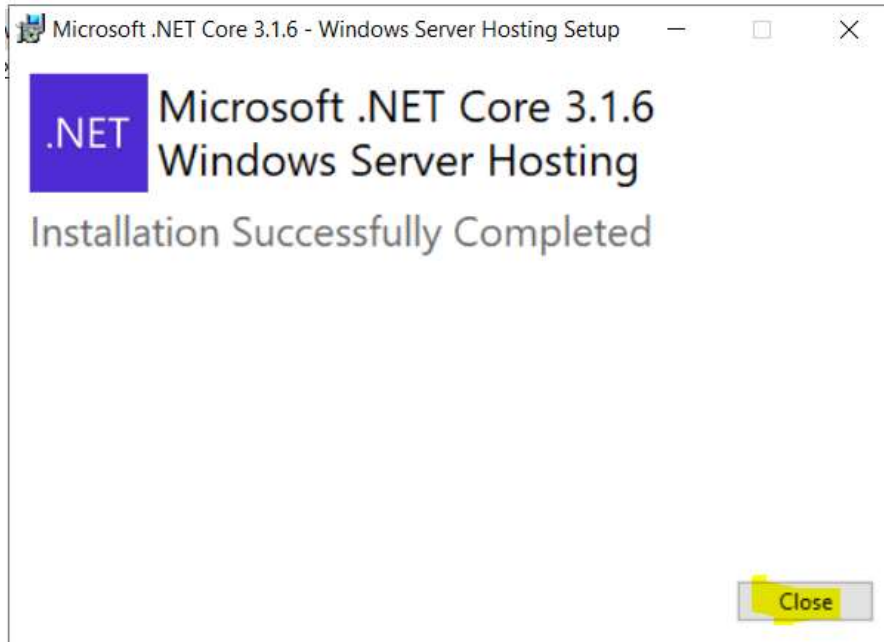 Microsoft .NET Core 3.1.6 - Windows Server Hosting Setup
.NET
Microsoft .NET Core 3.1.6
Windows Server Hosting
Installation Successfully Completed
Close